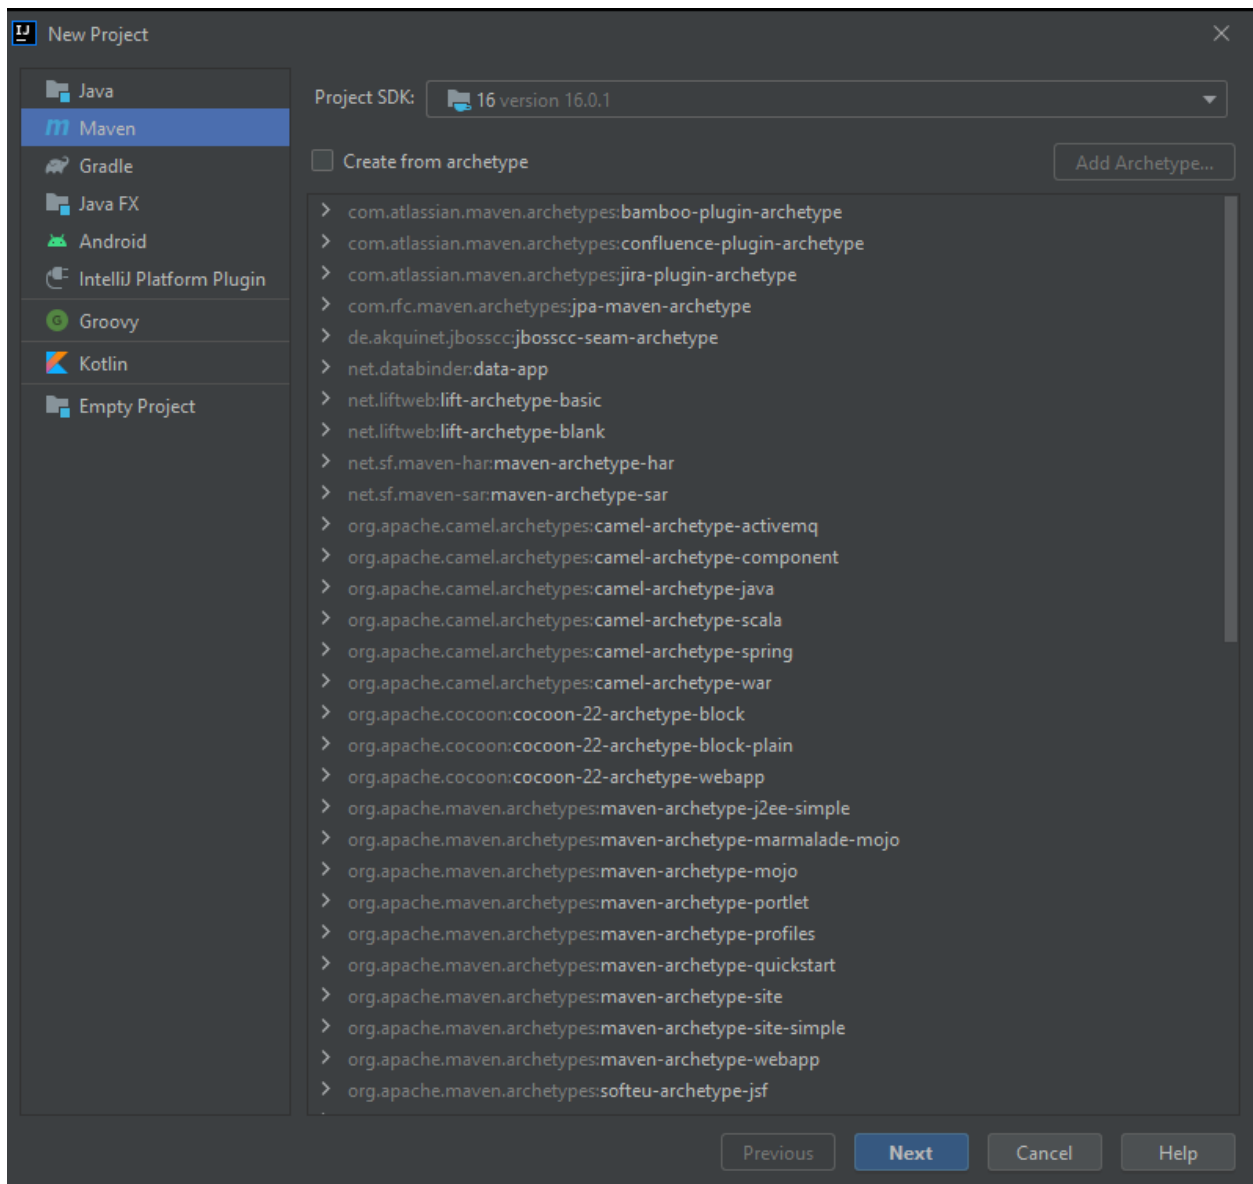 New Project
Java
Maven
Gradle
Java FX
Android
IntelliJ Platform Plugin
Groovy
Kotlin
Empty Project
Project SDK: 16 version 16.0.1
Create from archetype
Add Archetype...
com.atlassian.maven.archetypes:bamboo-plugin-archetype
com.atlassian.maven.archetypes:confluence-plugin-archetype
com.atlassian.maven.archetypes:jira-plugin-archetype
com.rfc.maven.archetypes:jpa-maven-archetype
de.akquinet.jbosscc:jbosscc-seam-archetype
net.databinder:data-app
net.liftweb:lift-archetype-basic
net.liftweb:lift-archetype-blank
net.sf.maven-har:maven-archetype-har
net.sf.maven-sar:maven-archetype-sar
org.apache.camel.archetypes:camel-archetype-activemq
org.apache.camel.archetypes:camel-archetype-component
org.apache.camel.archetypes:camel-archetype-java
org.apache.camel.archetypes:camel-archetype-scala
org.apache.camel.archetypes:camel-archetype-spring
org.apache.camel.archetypes:camel-archetype-war
org.apache.cocoon:cocoon-22-archetype-block
org.apache.cocoon:cocoon-22-archetype-block-plain
org.apache.cocoon:cocoon-22-archetype-webapp
org.apache.maven.archetypes:maven-archetype-j2ee-simple
org.apache.maven.archetypes:maven-archetype-marmalade-mojo
org.apache.maven.archetypes:maven-archetype-mojo
org.apache.maven.archetypes:maven-archetype-portlet
org.apache.maven.archetypes:maven-archetype-profiles
org.apache.maven.archetypes:maven-archetype-quickstart
org.apache.maven.archetypes:maven-archetype-site
org.apache.maven.archetypes:maven-archetype-site-simple
org.apache.maven.archetypes:maven-archetype-webapp
org.apache.maven.archetypes:softeu-archetype-jsf
Previous
Next
Cancel
Help